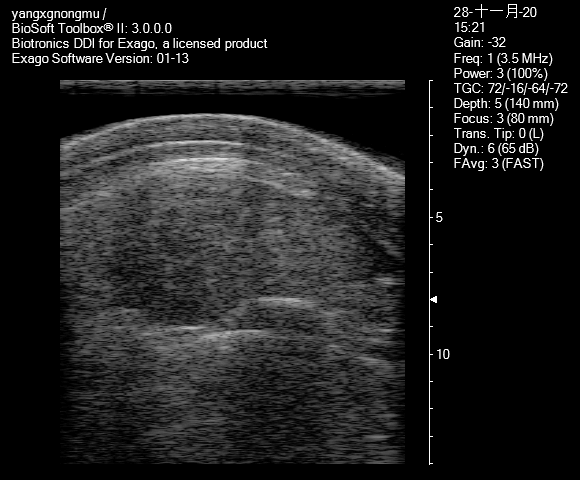 yangxgnongmu /
BioSoft Toolbox® II: 3.0.0.0
Biotronics DDI for Exago, a licensed product
Exago Software Version: 01-13
28-十一月-20
15:21
Gain: -32
Freq: 1 (3.5 MHz)
Power: 3 (100%)
TGC: 72/-16/-64/-72
Depth: 5 (140 mm)
Focus: 3 (80 mm)
Trans. Tip: 0 (L)
Dyn.: 6 (65 dB)
FAvg: 3 (FAST)
5
10